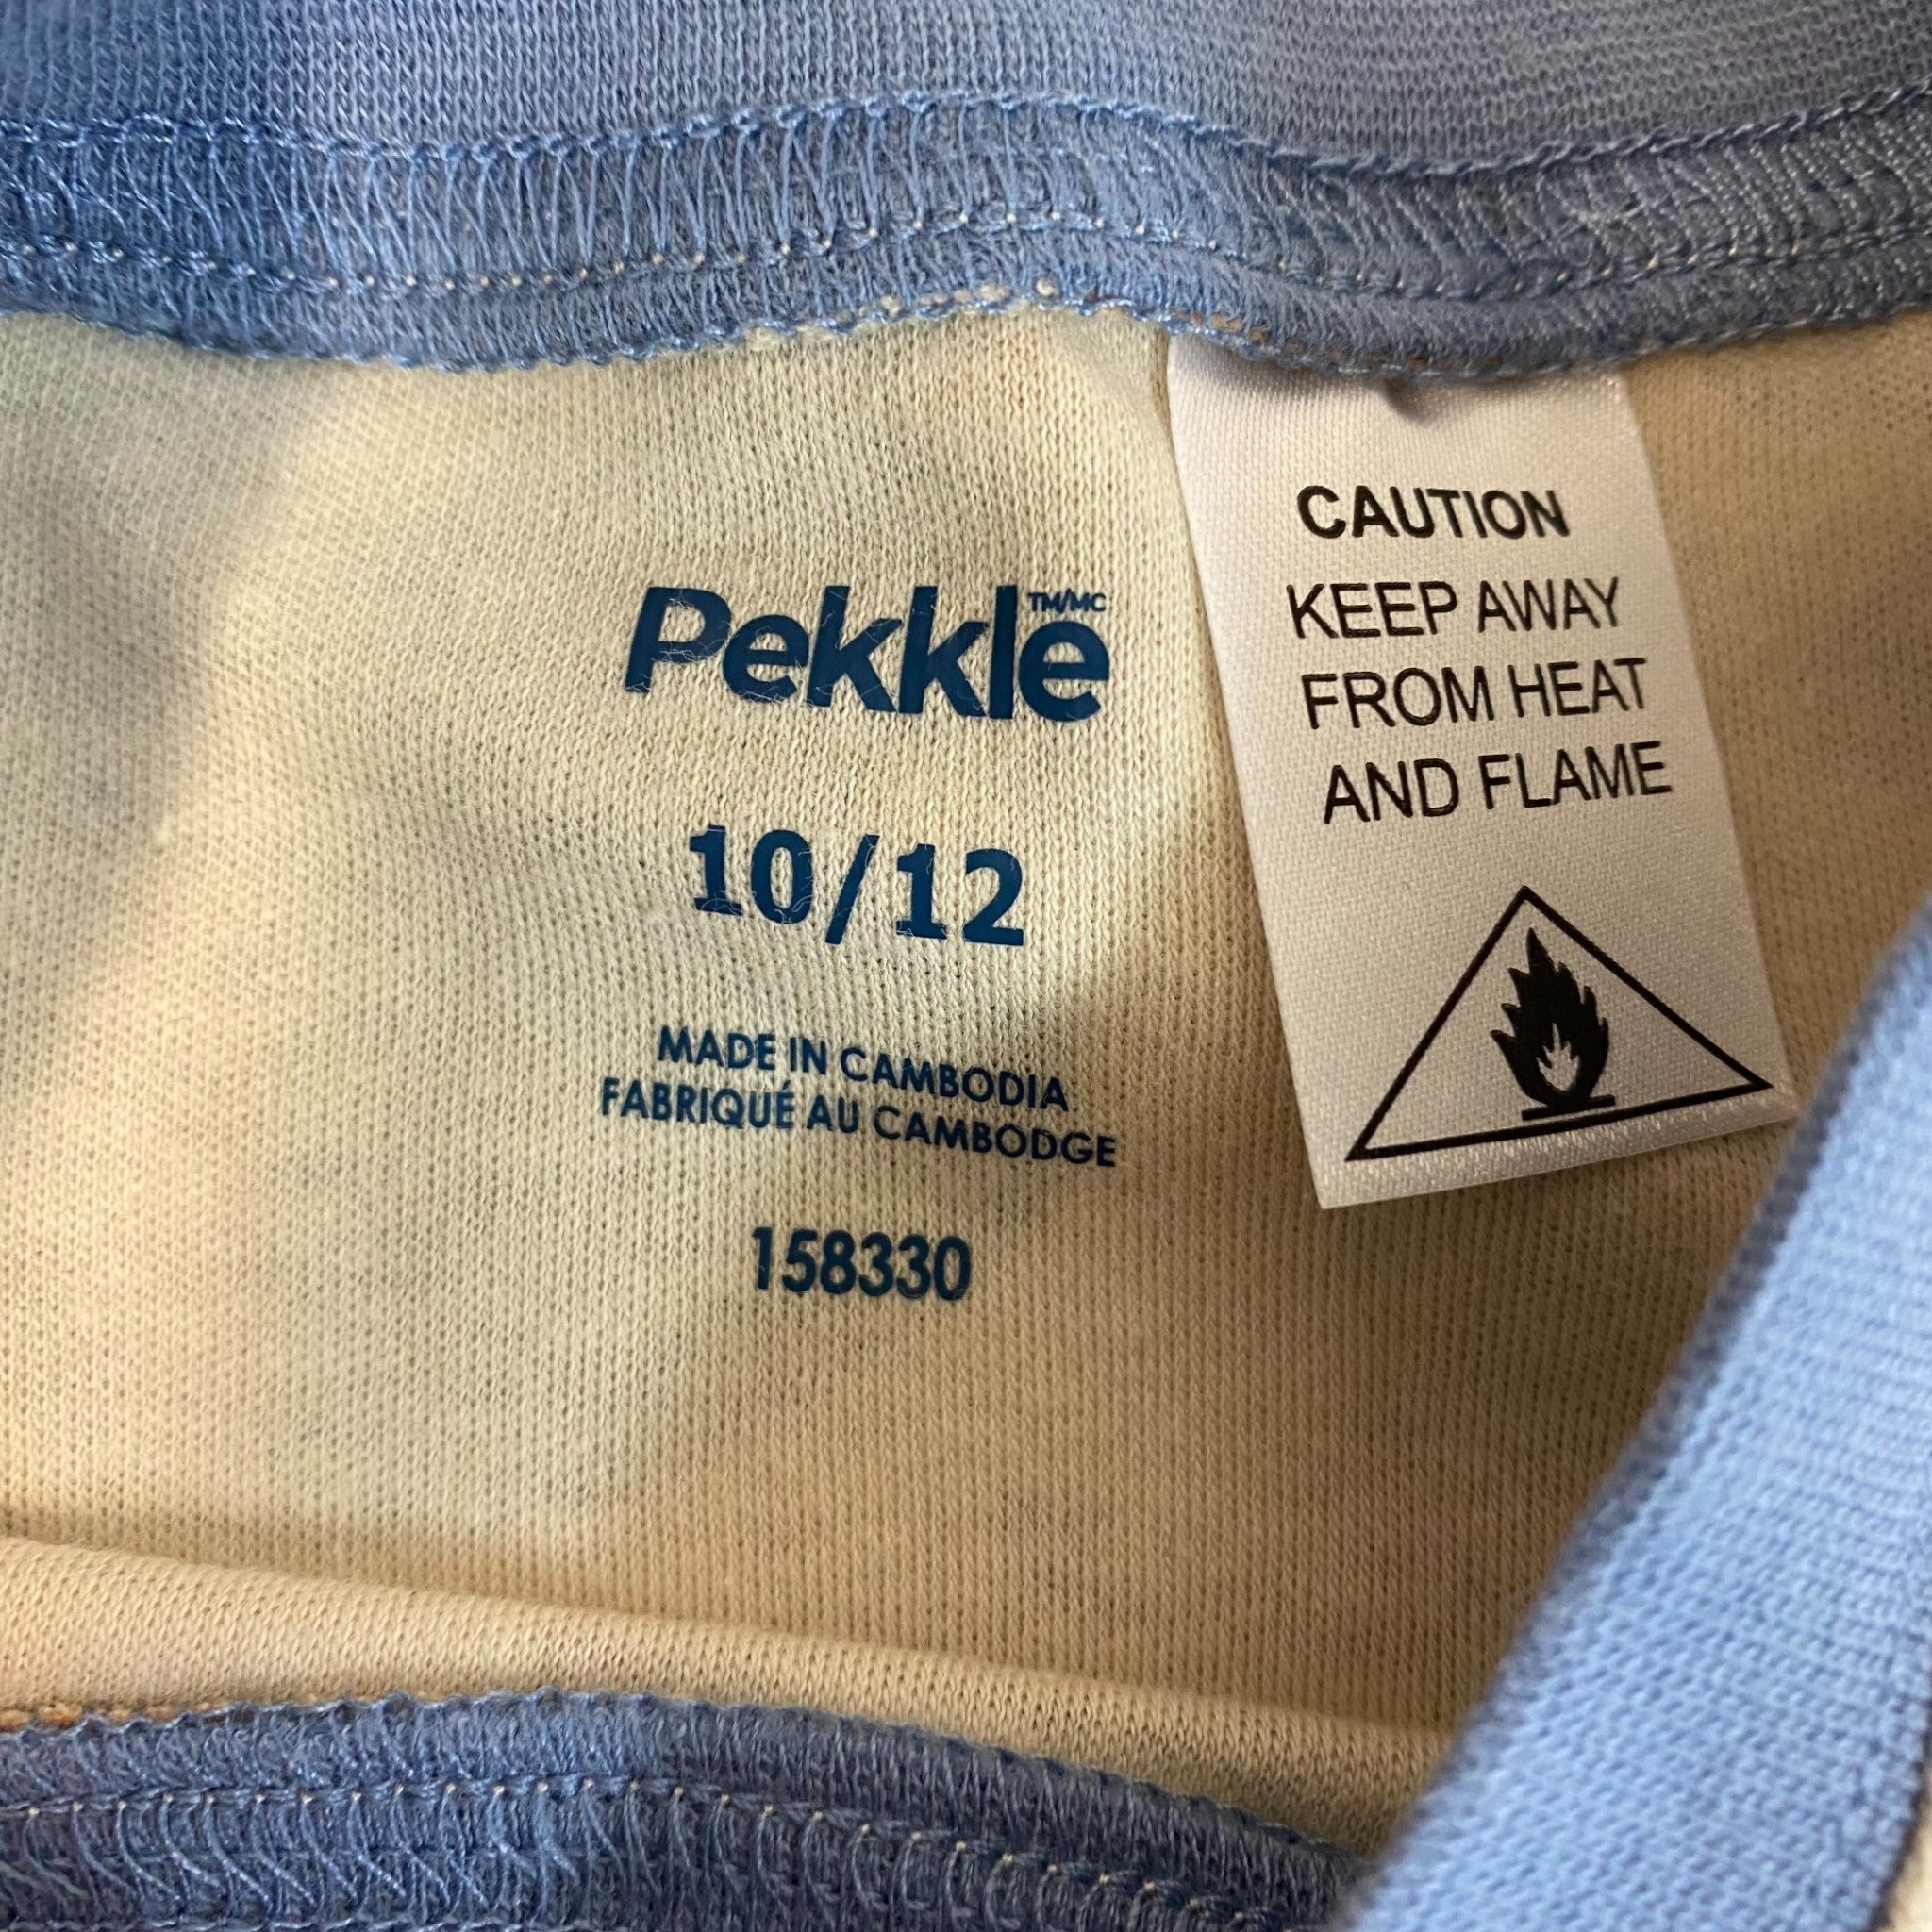 Pekkle TM/MC
10/12
MADE IN CAMBODIA
FABRIQUÉ AU CAMBODGE
158330
CAUTION
KEEP AWAY
FROM HEAT
AND FLAME